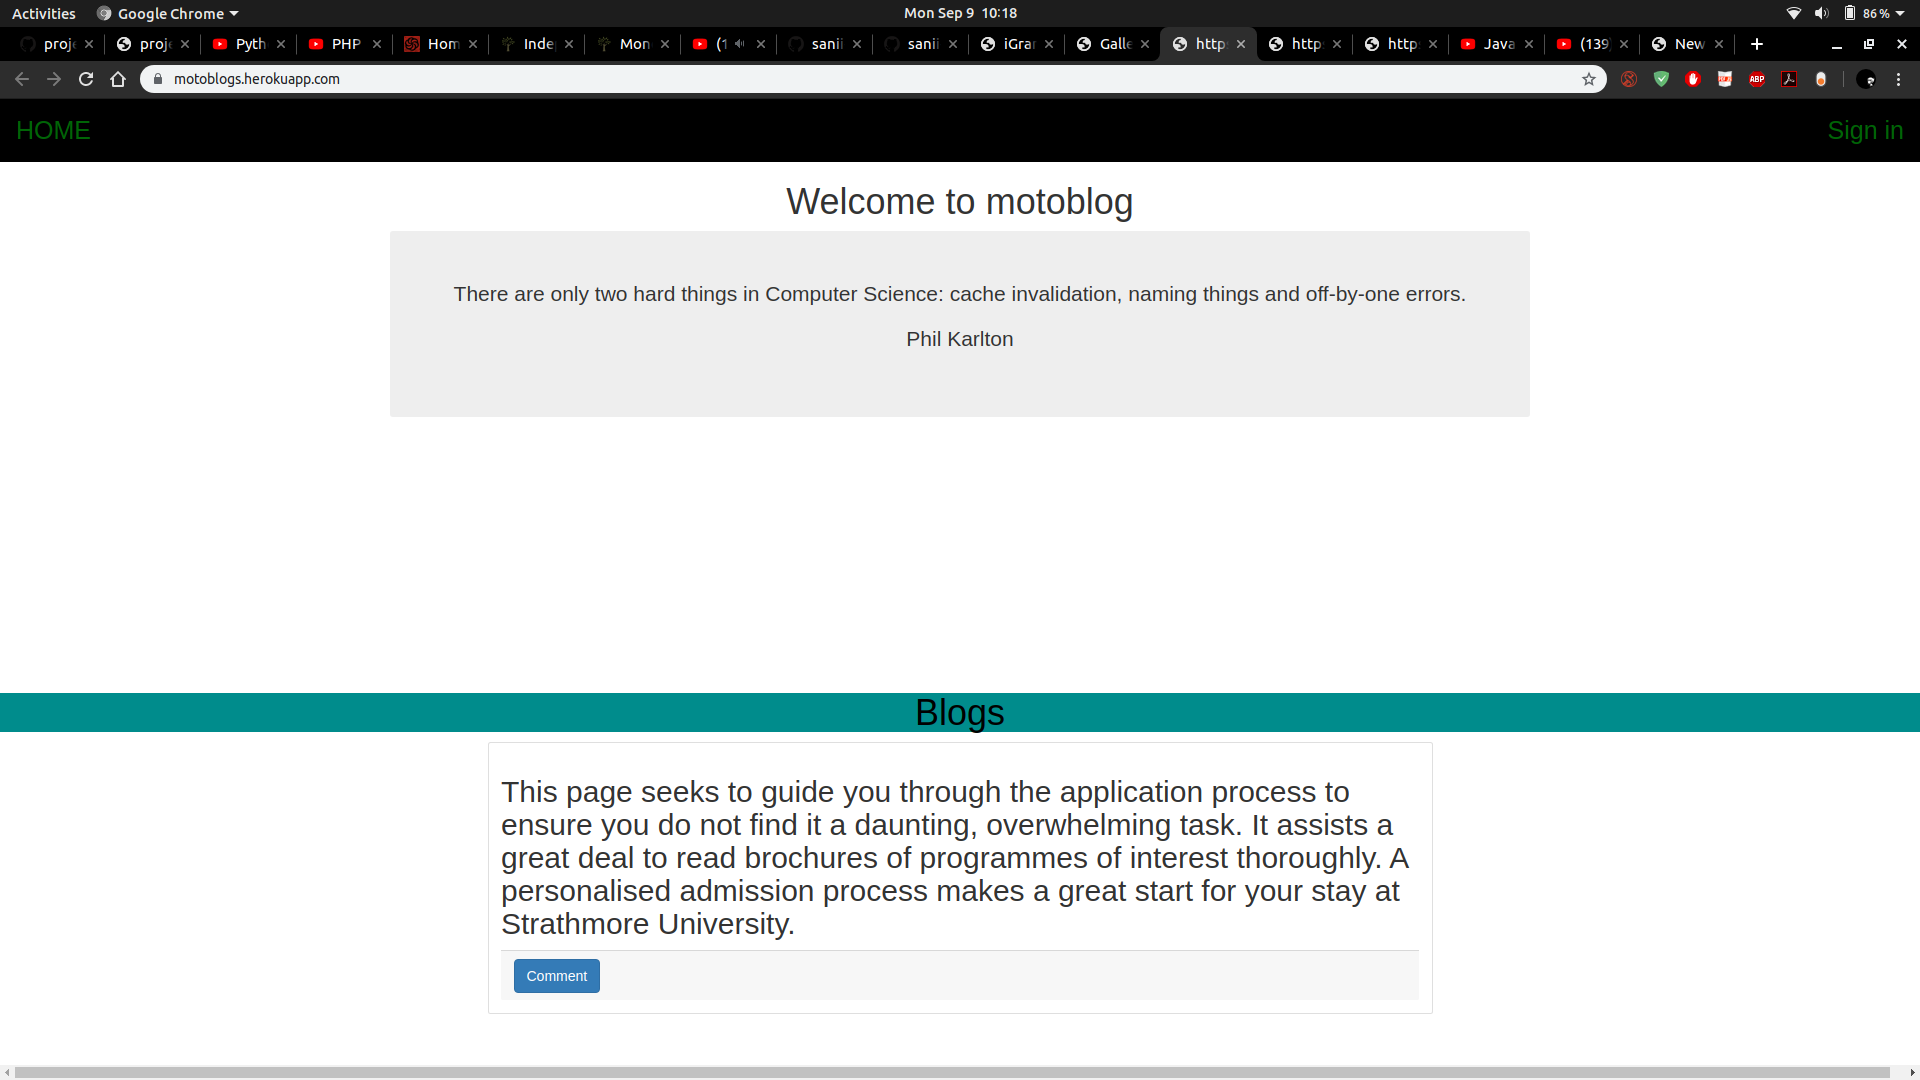 Activities Google Chrome Mon Sep 9 10:18 86 %
proje proje Pyth PHP Hom Inde Mon (1 sanii sanii iGra Galle http http http Java (139 New
motoblogs.herokuapp.com ABP
HOME Sign in
Welcome to motoblog
There are only two hard things in Computer Science: cache invalidation, naming things and off-by-one errors.
Phil Karlton
Blogs
This page seeks to guide you through the application process to
ensure you do not find it a daunting, overwhelming task. It assists a
great deal to read brochures of programmes of interest thoroughly. A
personalised admission process makes a great start for your stay at
Strathmore University.
Comment